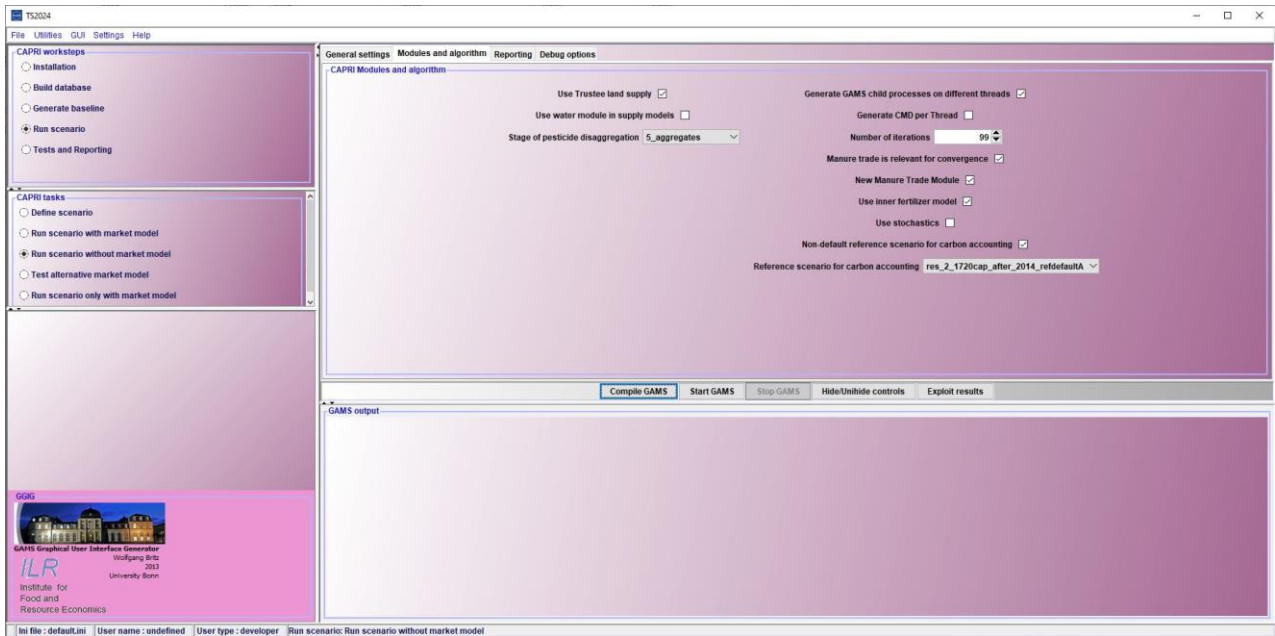 TS2024
File Utilities GUI Settings Help
CAPRI worksteps
Installation
Build database
Generate baseline
Run scenario
Tests and Reporting
CAPRI tasks
Define scenario
Run scenario with market model
Run scenario without market model
Test alternative market model
Run scenario only with market model
GGIG
GAMS Graphical User Interface Generator
Wolfgang Britz
2013
University Bonn
ILR
Institute for
Food and
Resource Economics
General settings Modules and algorithm Reporting Debug options
CAPRI Modules and algorithm
Use Trustee land supply
Use water module in supply models
Stage of pesticide disaggregation 5_aggregates
Generate GAMS child processes on different threads
Generate CMD per Thread
Number of iterations 99
Manure trade is relevant for convergence
New Manure Trade Module
Use inner fertilizer model
Use stochastics
Non-default reference scenario for carbon accounting
Reference scenario for carbon accounting res_2_1720cap_after_2014_refdefaultA
Compile GAMS Start GAMS Stop GAMS Hide/Unihide controls Exploit results
GAMS output
Ini file : default.ini User name : undefined User type : developer Run scenario: Run scenario without market model